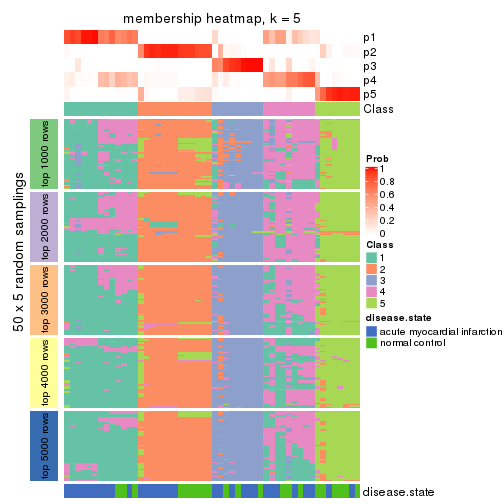 membership heatmap, k = 5
p1
p2
p3
p4
p5
Class
50 x 5 random samplings
top 1000 rows
top 2000 rows
top 3000 rows
top 4000 rows
top 5000 rows
Prob
1
0.8
0.6
0.4
0.2
0
Class
1
2
3
4
5
disease.state
acute myocardial infarction
normal control
disease.state